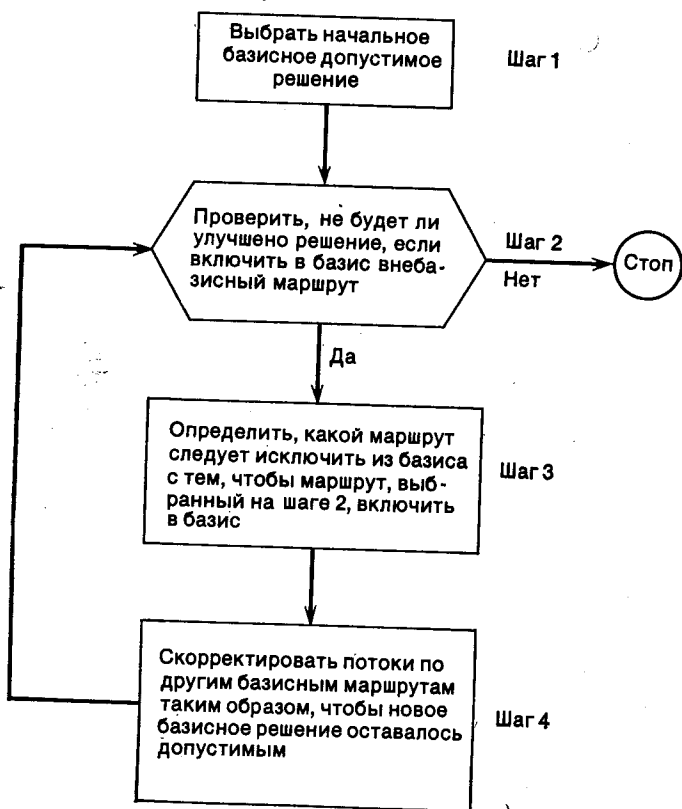 Выбрать начальное
базисное допустимое
решение
Шаг 1
Проверить, не будет ли
улучшено решение, если
включить в базис внеба-
зисный маршрут
Шаг 2
Нет
Стоп
Да
Определить, какой маршрут
следует исключить из базиса
с тем, чтобы маршрут, выб-
ранный на шаге 2, включить
в базис
Шаг 3
Скорректировать потоки по
другим базисным маршрутам
таким образом, чтобы новое
базисное решение оставалось
допустимым
Шаг 4